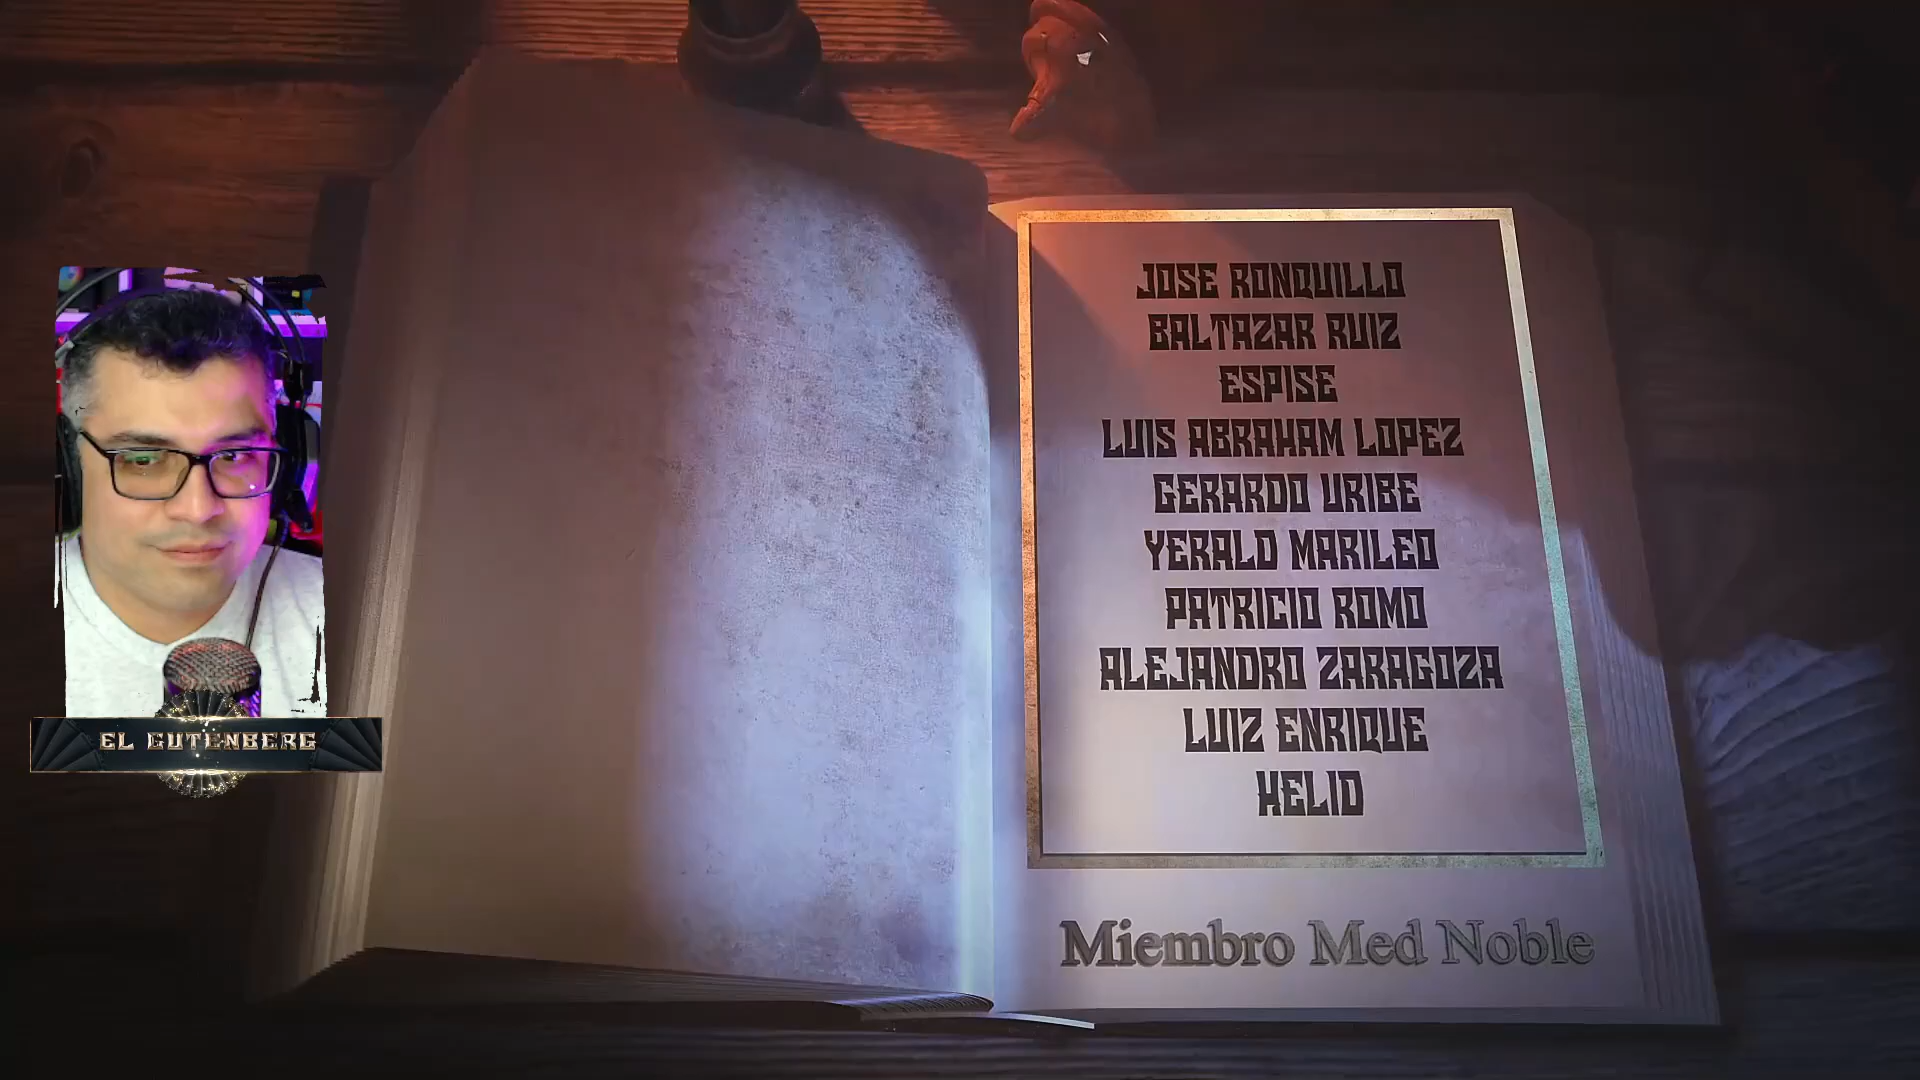 JOSE RONQUILLO
BALTAZAR RUIZ
ESPISE
LUIS ABRAHAM LOPEZ
GERARDO URIBE
YERALD MARILEO
PATRICIO ROMO
ALEJANDRO ZARAGOZA
LUIZ ENRIQUE
HELIO
Miembro Med Noble
EL GUTENBERG